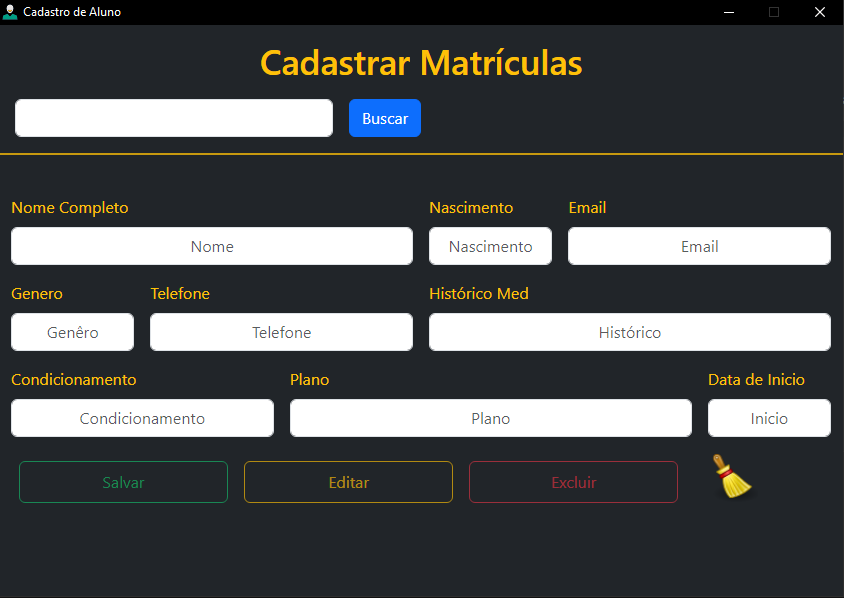 Cadastro de Aluno
Cadastrar Matrículas
Buscar
Nome Completo Nascimento Email
Nome Nascimento Email
Genero Telefone Histórico Med
Genêro Telefone Histórico
Condicionamento Plano Data de Inicio
Condicionamento Plano Inicio
Salvar Editar Excluir